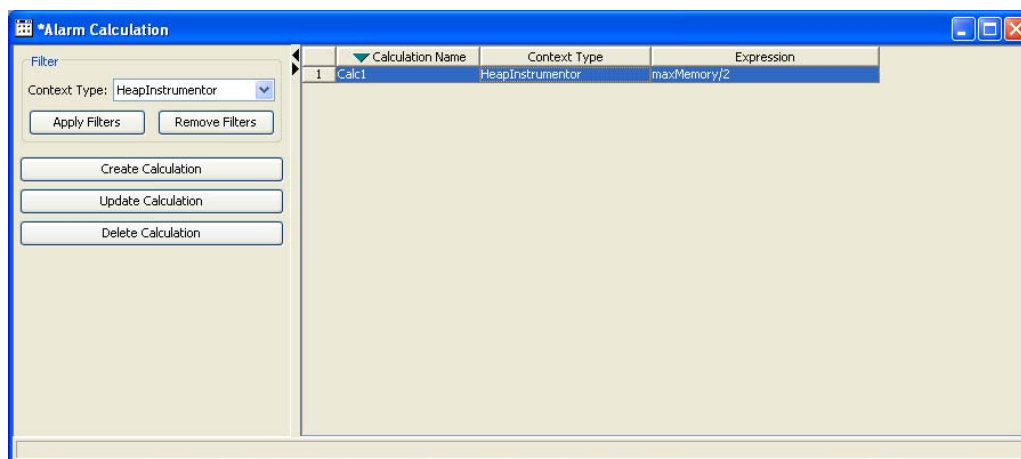 *Alarm Calculation
Filter
Context Type: HeapInstrumentor
Apply Filters Remove Filters
Create Calculation
Update Calculation
Delete Calculation
Calculation Name Context Type Expression
1 Calc1 HeapInstrumentor maxMemory/2